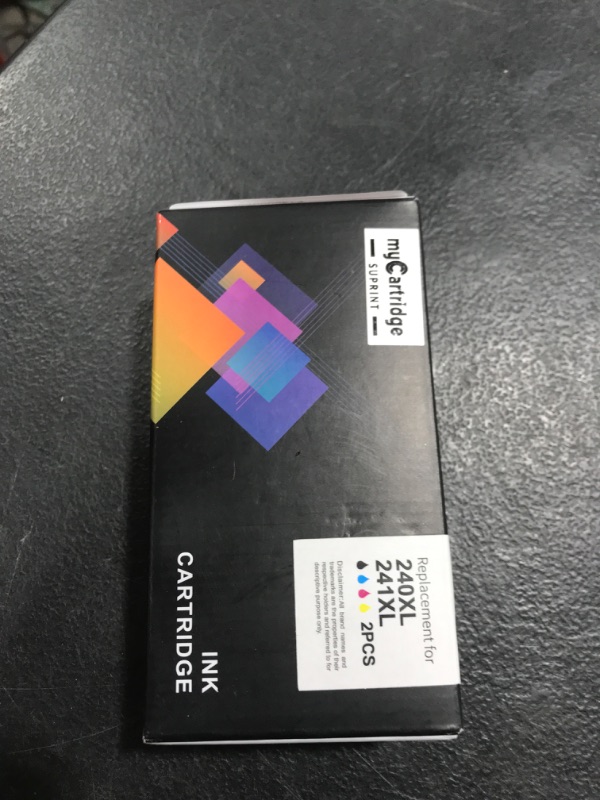 myCartridge
SUPRINT
Replacement for
240XL
241XL
2PCS
Disclaimer:All brand names and
trademarks are the properties of their
respective holders and referred to for
descriptive purpose only.
INK
CARTRIDGE